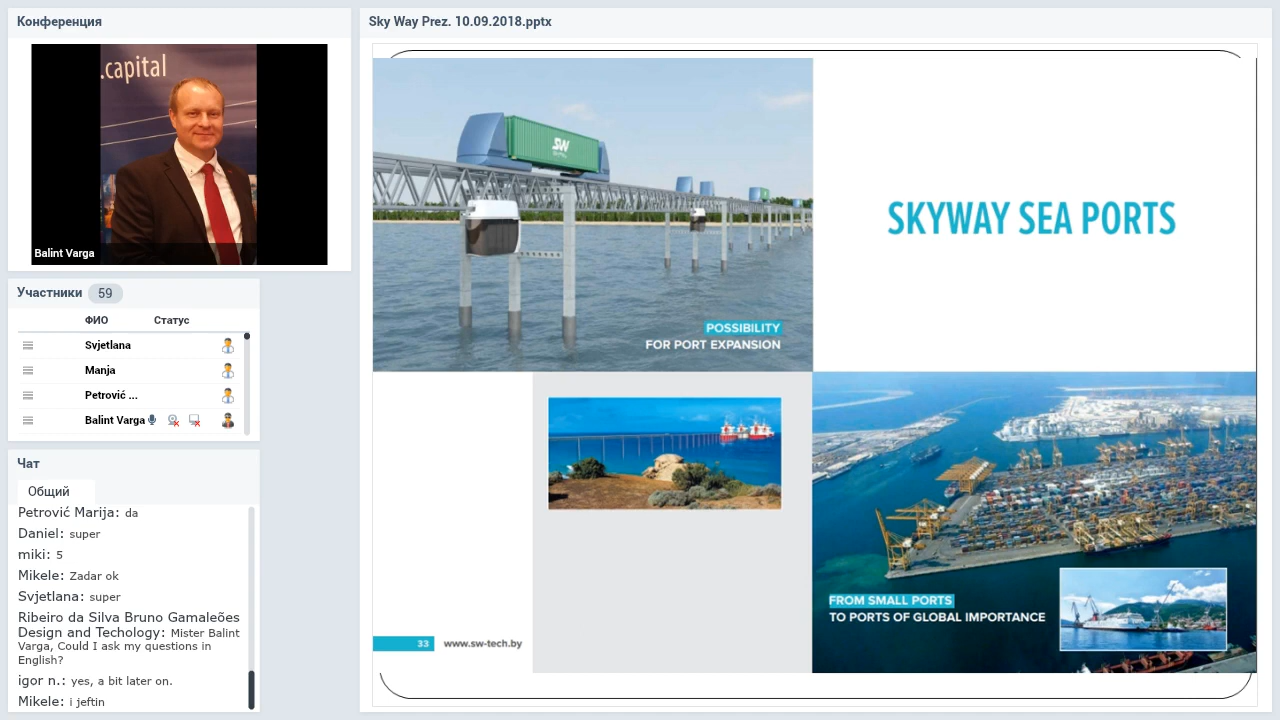 Конференция
.capital
Balint Varga
Участники 59
ФИО Статус
Svjetlana
Manja
Petrović ...
Balint Varga
Чат
Общий
Petrović Marija: da
Daniel: super
miki: 5
Mikele: Zadar ok
Svjetlana: super
Ribeiro da Silva Bruno Gamaleões
Design and Techology: Mister Balint
Varga, Could I ask my questions in
English?
igor n.: yes, a bit later on.
Mikele: i jeftin
Sky Way Prez. 10.09.2018.pptx
SW
POSSIBILITY
FOR PORT EXPANSION
SKYWAY SEA PORTS
33 www.sw-tech.by
FROM SMALL PORTS
TO PORTS OF GLOBAL IMPORTANCE